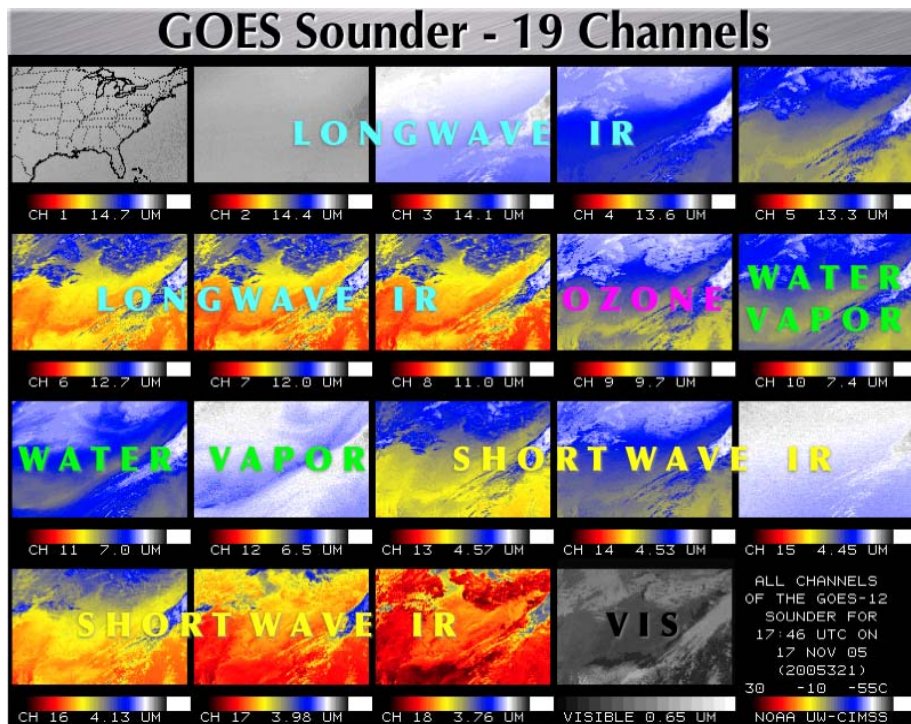 GOES Sounder - 19 Channels
LONGWAVE IR
CH 1 14.7 UM
CH 2 14.4 UM
CH 3 14.1 UM
CH 4 13.6 UM
CH 5 13.3 UM
LONGWAVE IR
OZONE
WATER
VAPOR
CH 6 12.7 UM
CH 7 12.0 UM
CH 8 11.0 UM
CH 9 9.7 UM
CH 10 7.4 UM
WATER VAPOR
SHORT WAVE IR
CH 11 7.0 UM
CH 12 6.5 UM
CH 13 4.57 UM
CH 14 4.53 UM
CH 15 4.45 UM
SHORT WAVE IR
VIS
ALL CHANNELS
OF THE GOES-12
SOUNDER FOR
17:46 UTC ON
17 NOV 05
(2005321)
30 -10 -55C
CH 16 4.13 UM
CH 17 3.98 UM
CH 18 3.76 UM
VISIBLE 0.65 UM
NOAA UW-CIMSS